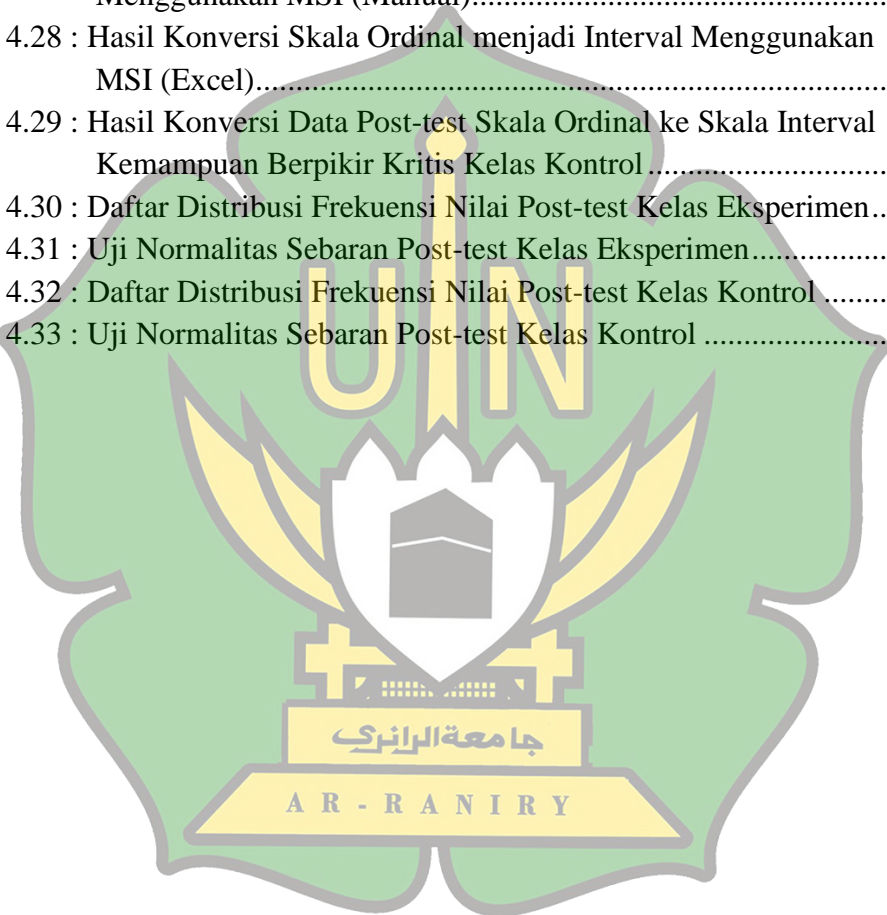 Menggunakan MSI (Manual)................................................................
4.28 : Hasil Konversi Skala Ordinal menjadi Interval Menggunakan
MSI (Excel)................................................................
4.29 : Hasil Konversi Data Post-test Skala Ordinal ke Skala Interval
Kemampuan Berpikir Kritis Kelas Kontrol ........................
4.30 : Daftar Distribusi Frekuensi Nilai Post-test Kelas Eksperimen..
4.31 : Uji Normalitas Sebaran Post-test Kelas Eksperimen...............
4.32 : Daftar Distribusi Frekuensi Nilai Post-test Kelas Kontrol ........
4.33 : Uji Normalitas Sebaran Post-test Kelas Kontrol .....................
UIN
جامعة الرانري
AR-RANIRY